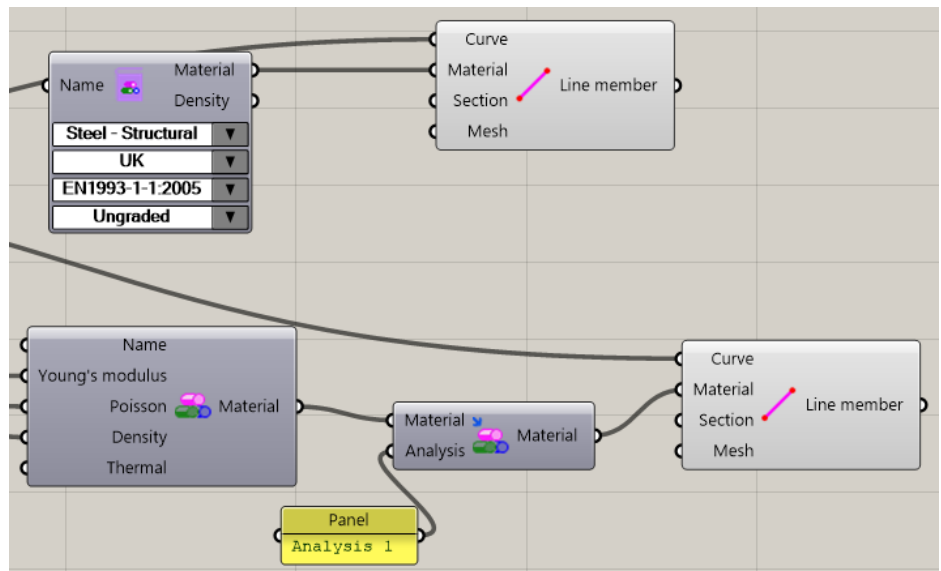 Curve
Material
Section
Mesh
Line member
Name
Material
Density
Steel - Structural
UK
EN1993-1-1:2005
Ungraded
Name
Young's modulus
Poisson
Density
Thermal
Material
Material
Analysis
Material
Curve
Material
Section
Mesh
Line member
Panel
Analysis 1